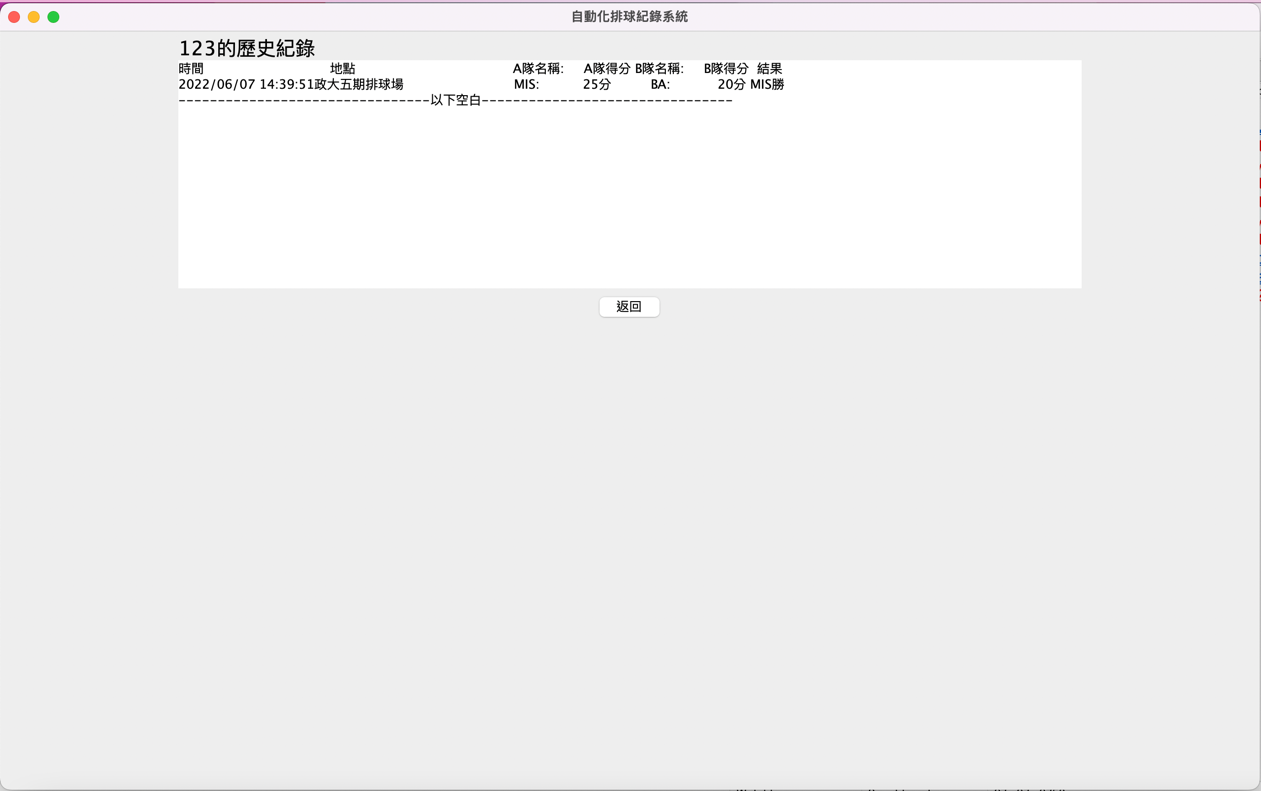 自動化排球紀錄系統
123的歷史紀錄
時間 地點 A隊名稱: A隊得分 B隊名稱: B隊得分 結果
2022/06/07 14:39:51政大五期排球場 MIS: 25分 BA: 20分 MIS勝
--------------------------------以下空白--------------------------------
返回